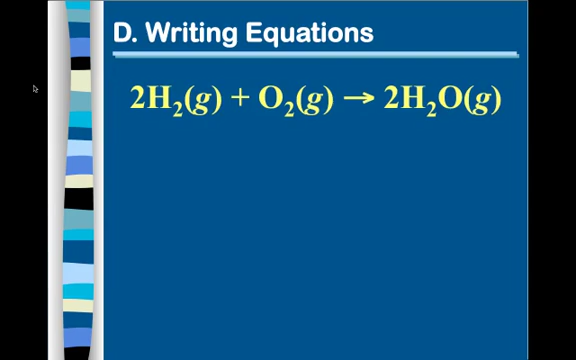 D. Writing Equations
2H₂(g) + O₂(g) → 2H₂O(g)